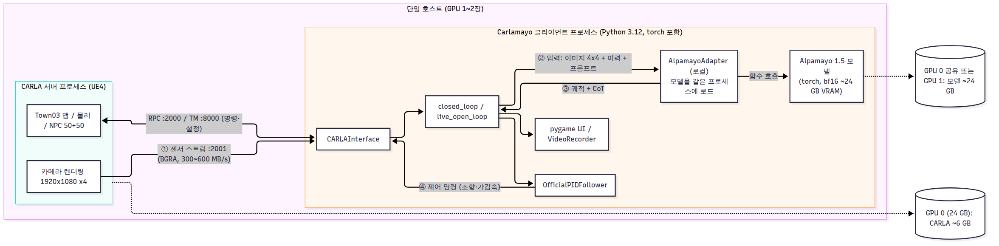 단일 호스트 (GPU 1~2장)
Carlamayo 클라이언트 프로세스 (Python 3.12, torch 포함)
CARLA 서버 프로세스 (UE4)
Town03 맵 / 물리
/ NPC 50+50
카메라 렌더링
1920x1080 x4
RPC :2000 / TM :8000 (명령·
설정)
① 센서 스트림 :2001
(BGRA, 300~600 MB/s)
CARLAInterface
closed_loop /
live_open_loop
② 입력: 이미지 4x4 + 이력 +
프롬프트
③ 궤적 + CoT
④ 제어 명령 (조향·가감속)
pygame UI /
VideoRecorder
OfficialPIDFollower
AlpamayoAdapter
(로컬)
모델을 같은 프로세
스에 로드
함수 호출
Alpamayo 1.5 모
델
(torch, bf16 ~24
GB VRAM)
GPU 0 공유 또는
GPU 1: 모델 ~24
GB
GPU 0 (24 GB):
CARLA ~6 GB